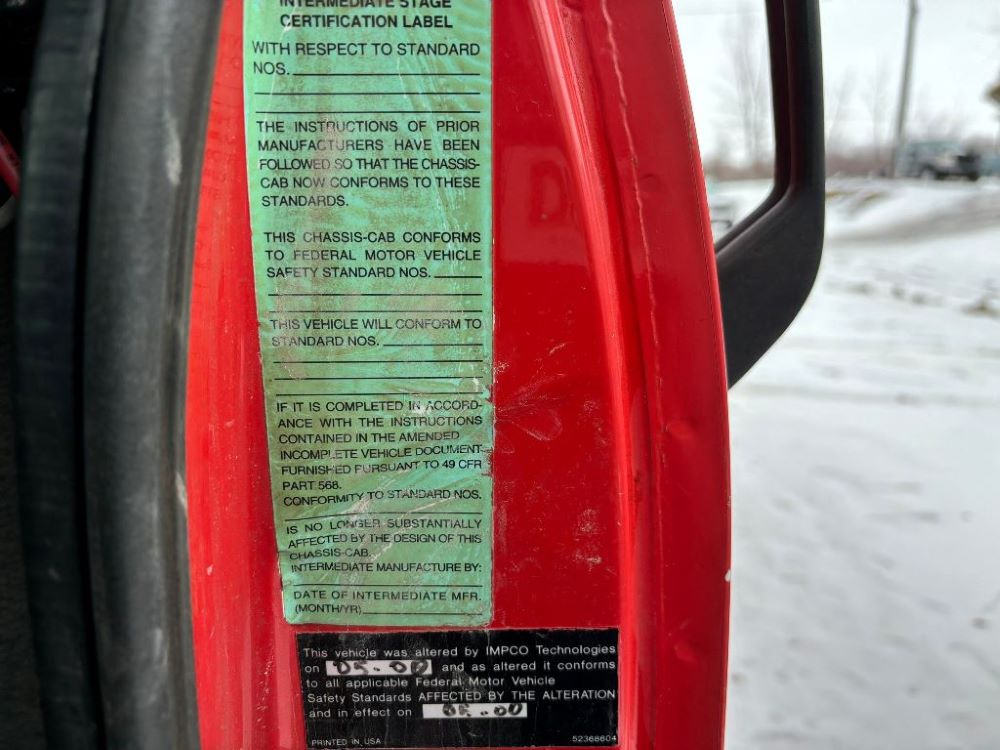 INTERMEDIATE STAGE
CERTIFICATION LABEL
WITH RESPECT TO STANDARD
NOS.
THE INSTRUCTIONS OF PRIOR
MANUFACTURERS HAVE BEEN
FOLLOWED SO THAT THE CHASSIS-
CAB NOW CONFORMS TO THESE
STANDARDS.
THIS CHASSIS-CAB CONFORMS
TO FEDERAL MOTOR VEHICLE
SAFETY STANDARD NOS.
THIS VEHICLE WILL CONFORM TO
STANDARD NOS.
IF IT IS COMPLETED IN ACCORD-
ANCE WITH THE INSTRUCTIONS
CONTAINED IN THE AMENDED
INCOMPLETE VEHICLE DOCUMENT
FURNISHED PURSUANT TO 49 CFR
PART 568.
CONFORMITY TO STANDARD NOS.
IS NO LONGER SUBSTANTIALLY
AFFECTED BY THE DESIGN OF THIS
CHASSIS-CAB.
INTERMEDIATE MANUFACTURE BY:
DATE OF INTERMEDIATE MFR.
(MONTH/YR)
This vehicle was altered by IMPCO Technologies
on 05.00 and as altered it conforms
to all applicable Federal Motor Vehicle
Safety Standards AFFECTED BY THE ALTERATION
and in effect on
PRINTED IN USA 52368604